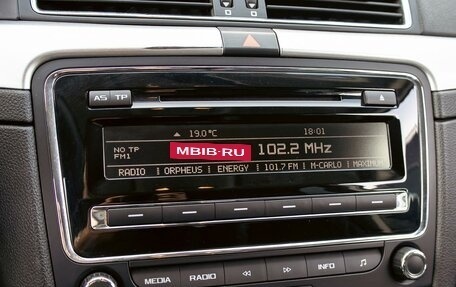 AS TP
▲ 19.0 °C 18:01
NO TP
FM1
MBIB-RU
102.2 MHz
RADIO ORPHEUS ENERGY 101.7 FM M-CARLO MAXIMUM
MEDIA RADIO INFO